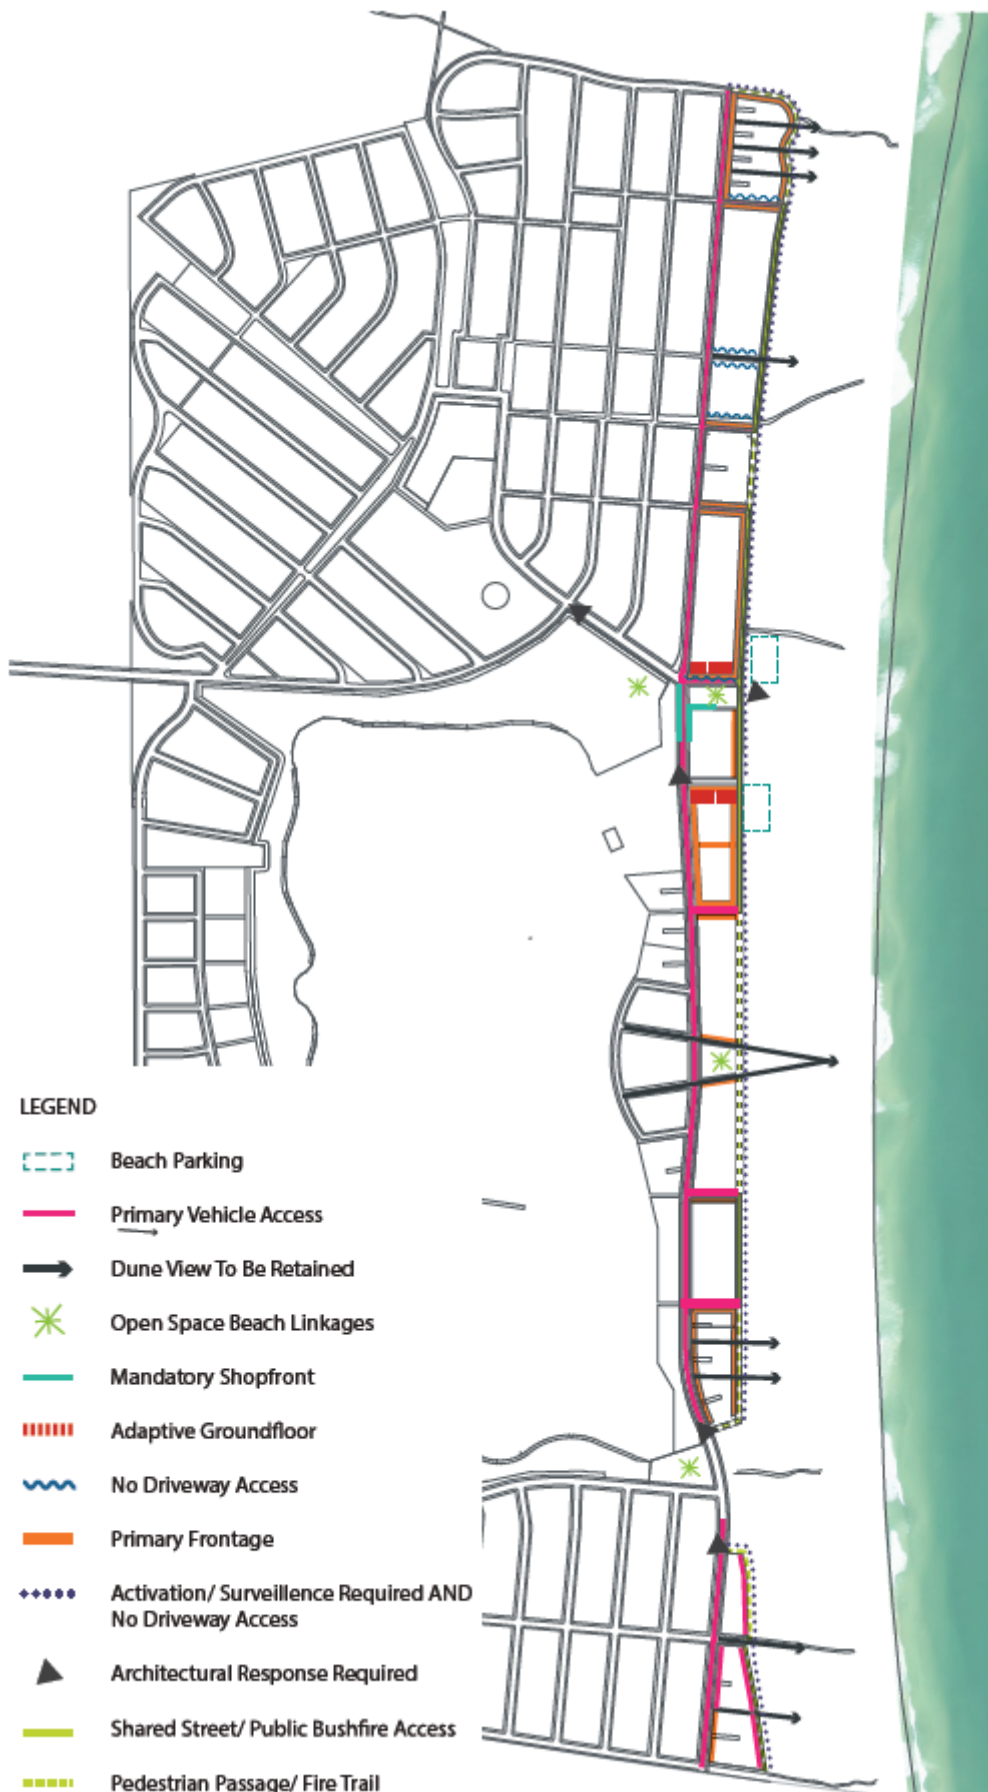 LEGEND
Beach Parking
Primary Vehicle Access
Dune View To Be Retained
Open Space Beach Linkages
Mandatory Shopfront
Adaptive Groundfloor
No Driveway Access
Primary Frontage
Activation/ Surveillence Required AND
No Driveway Access
Architectural Response Required
Shared Street/ Public Bushfire Access
Pedestrian Passage/ Fire Trail